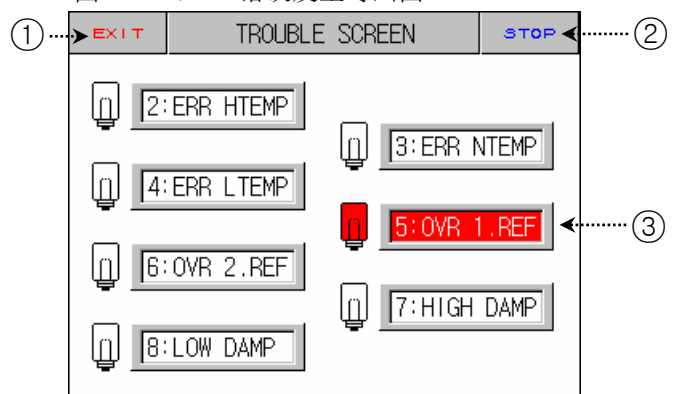 ① EXIT TROUBLE SCREEN STOP ②
2:ERR HTEMP
3:ERR NTEMP
4:ERR LTEMP
5:OVR 1.REF ③
6:OVR 2.REF
7:HIGH DAMP
8:LOW DAMP